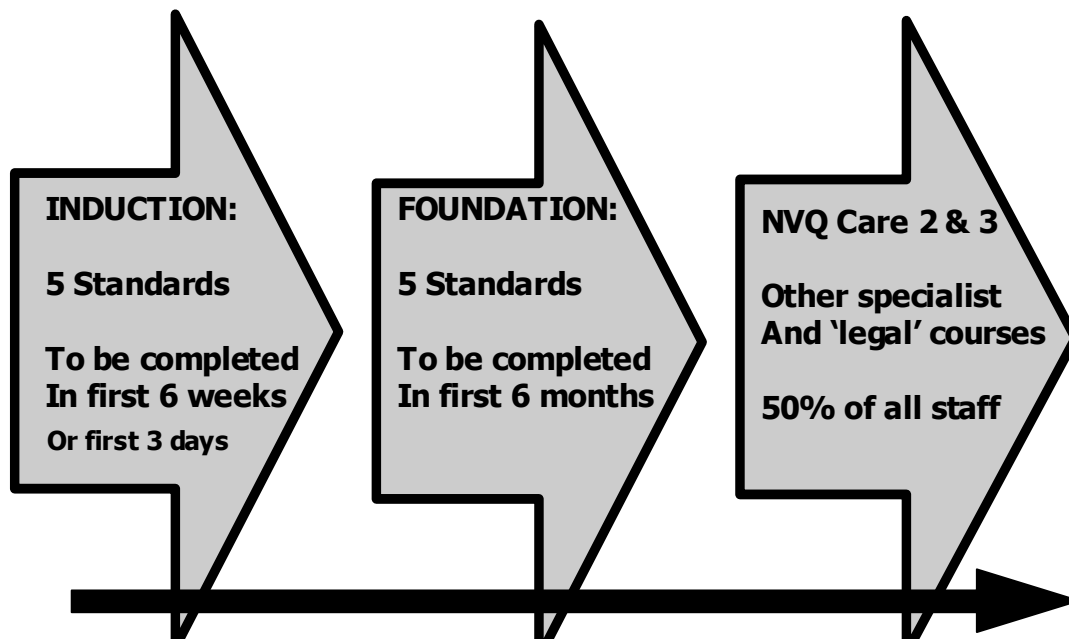 INDUCTION:
5 Standards
To be completed
In first 6 weeks
Or first 3 days
FOUNDATION:
5 Standards
To be completed
In first 6 months
NVQ Care 2 & 3
Other specialist
And ‘legal’ courses
50% of all staff